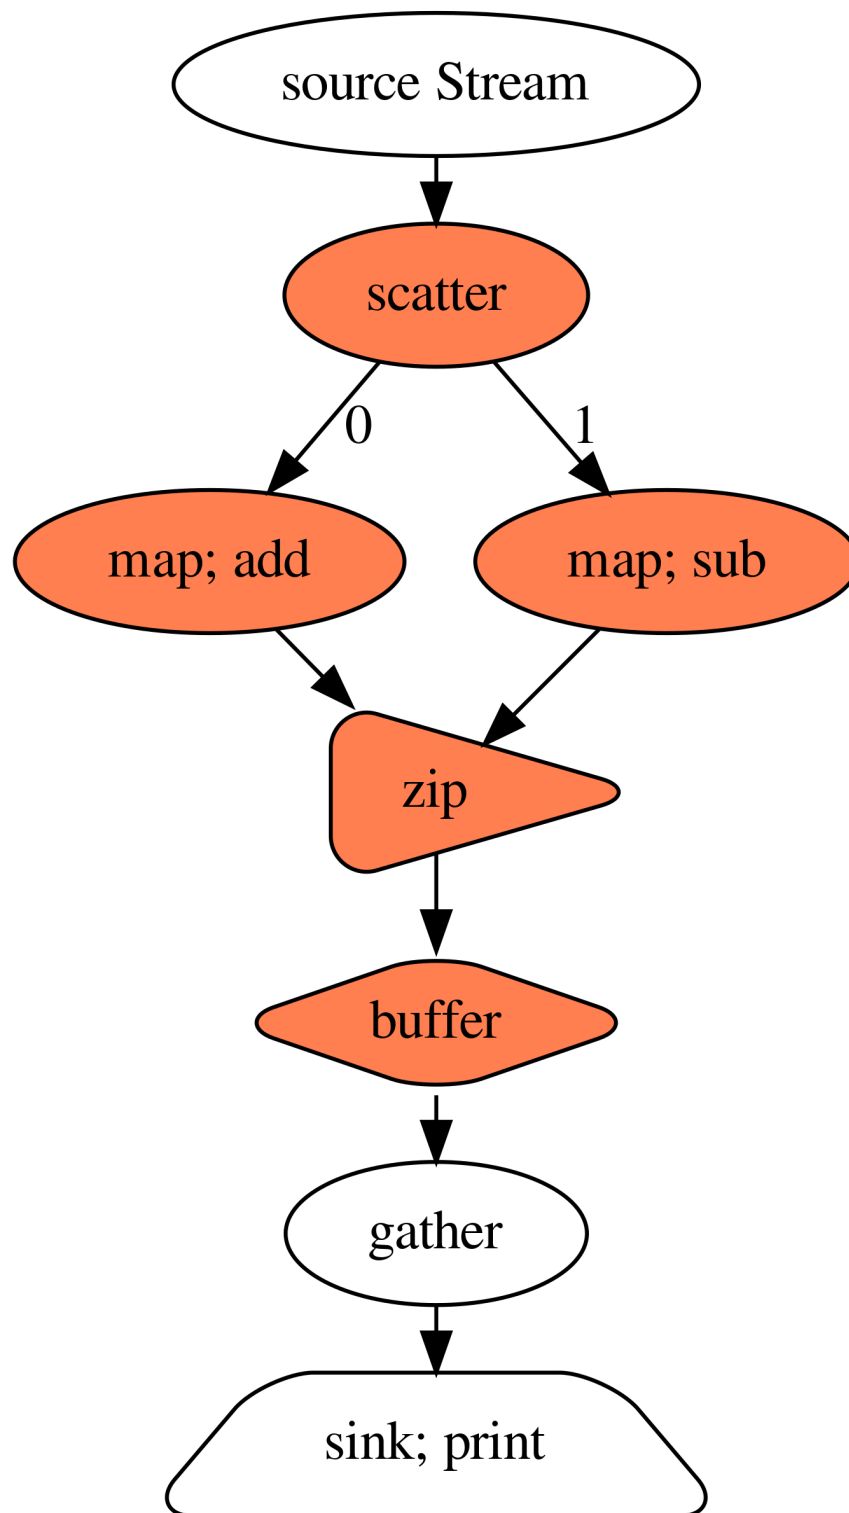 source Stream
scatter
0
1
map; add
map; sub
zip
buffer
gather
sink; print